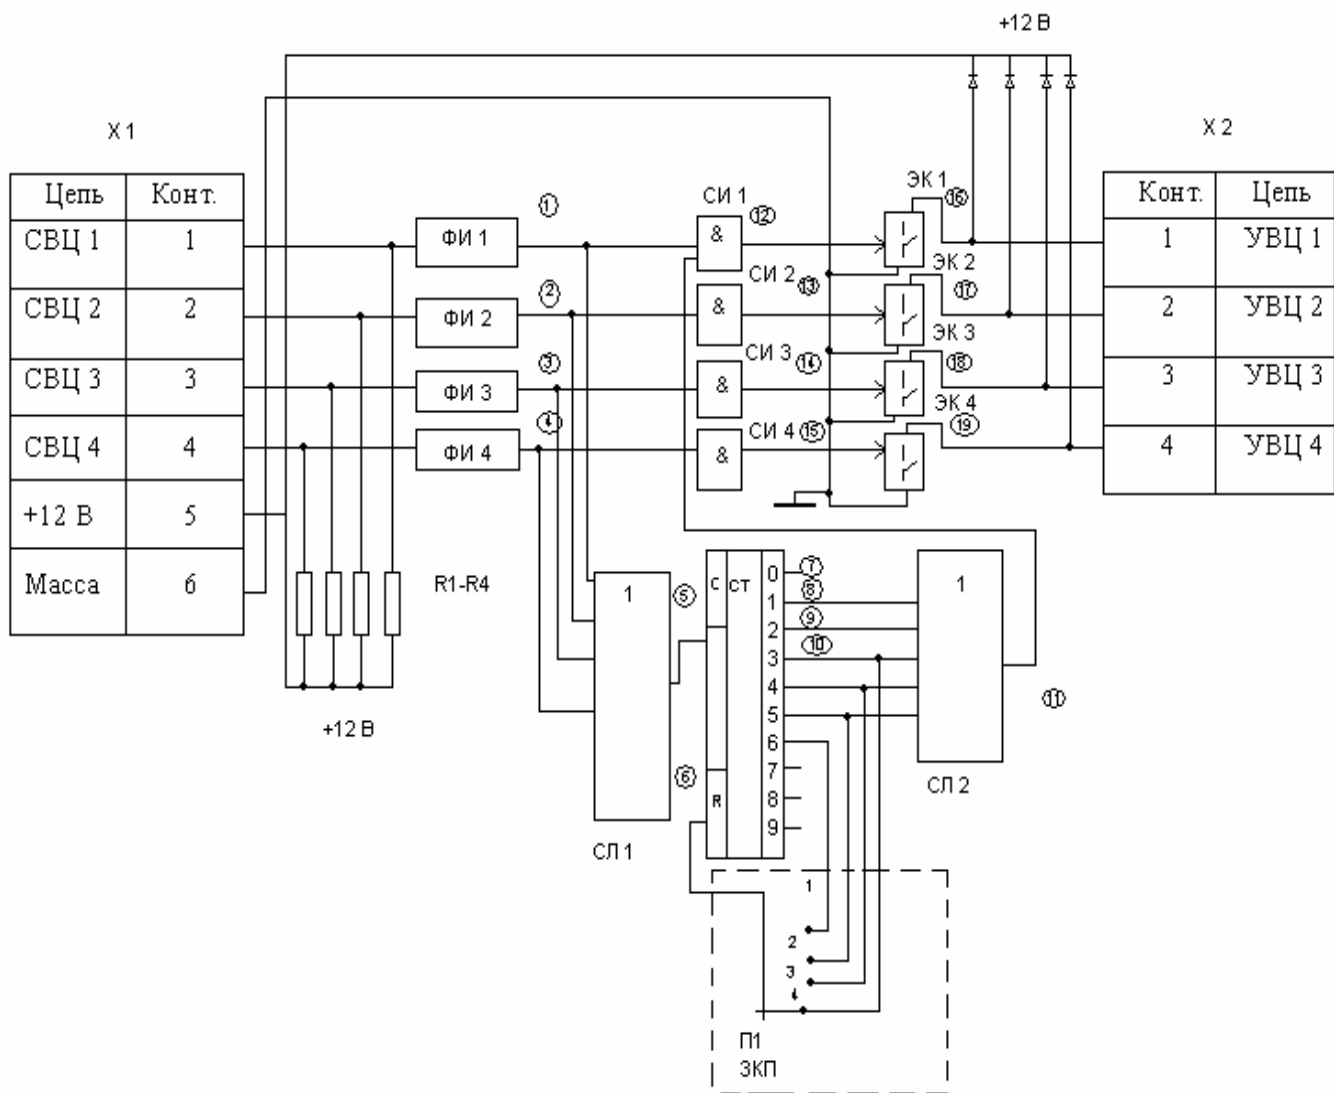 +12 В
X 1
X 2
Цепь Конт.
СВЦ 1 1
СВЦ 2 2
СВЦ 3 3
СВЦ 4 4
+12 В 5
Масса 6
ФИ 1
ФИ 2
ФИ 3
ФИ 4
1
2
3
4
СИ 1
&
12
СИ 2
&
13
СИ 3
&
14
СИ 4
&
15
ЭК 1
16
ЭК 2
17
ЭК 3
18
ЭК 4
19
Конт. Цепь
1 УВЦ 1
2 УВЦ 2
3 УВЦ 3
4 УВЦ 4
R1-R4
+12 В
1
СЛ 1
5
6
C
CT
R
0
1
2
3
4
5
6
7
8
9
7
8
9
10
1
СЛ 2
11
1
2
3
4
П1
ЗКП